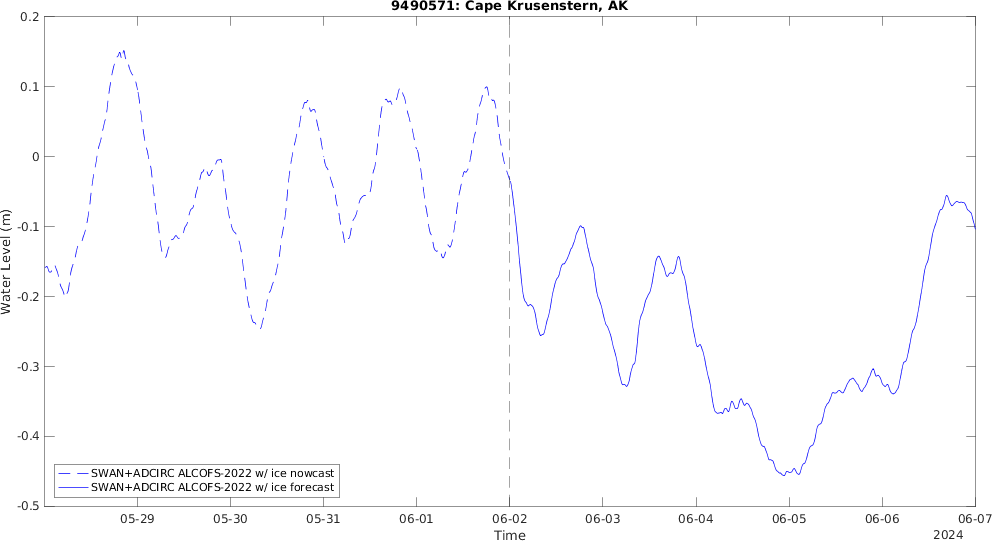 9490571: Cape Krusenstern, AK
0.2
0.1
0
-0.1
-0.2
-0.3
-0.4
-0.5
Water Level (m)
SWAN+ADCIRC ALCOFS-2022 w/ ice nowcast
SWAN+ADCIRC ALCOFS-2022 w/ ice forecast
05-29 05-30 05-31 06-01 06-02 06-03 06-04 06-05 06-06 06-07
Time
2024